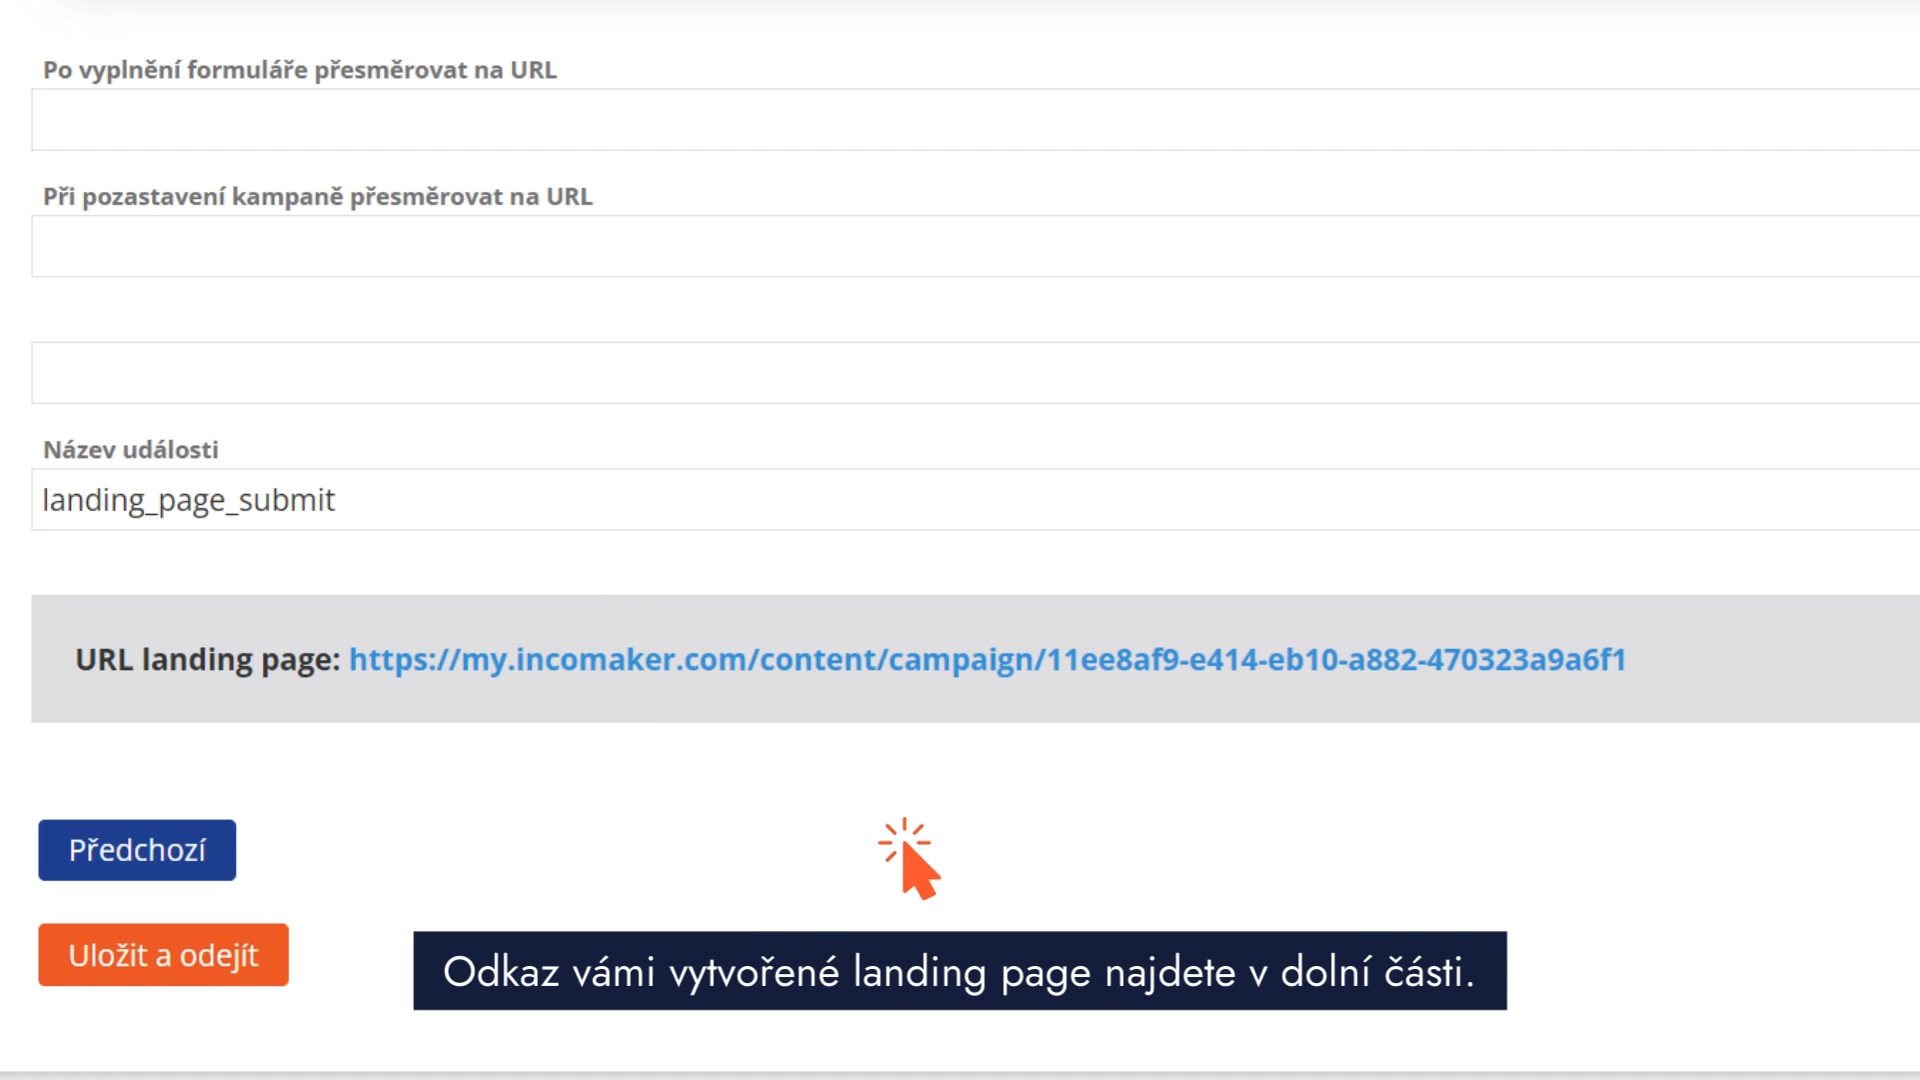 Po vyplnění formuláře přesměrovat na URL
Při pozastavení kampaně přesměrovat na URL
Název události
landing_page_submit
URL landing page: https://my.incomaker.com/content/campaign/11ee8af9-e414-eb10-a882-470323a9a6f1
Předchozí
Uložit a odejít
Odkaz vámi vytvořené landing page najdete v dolní části.